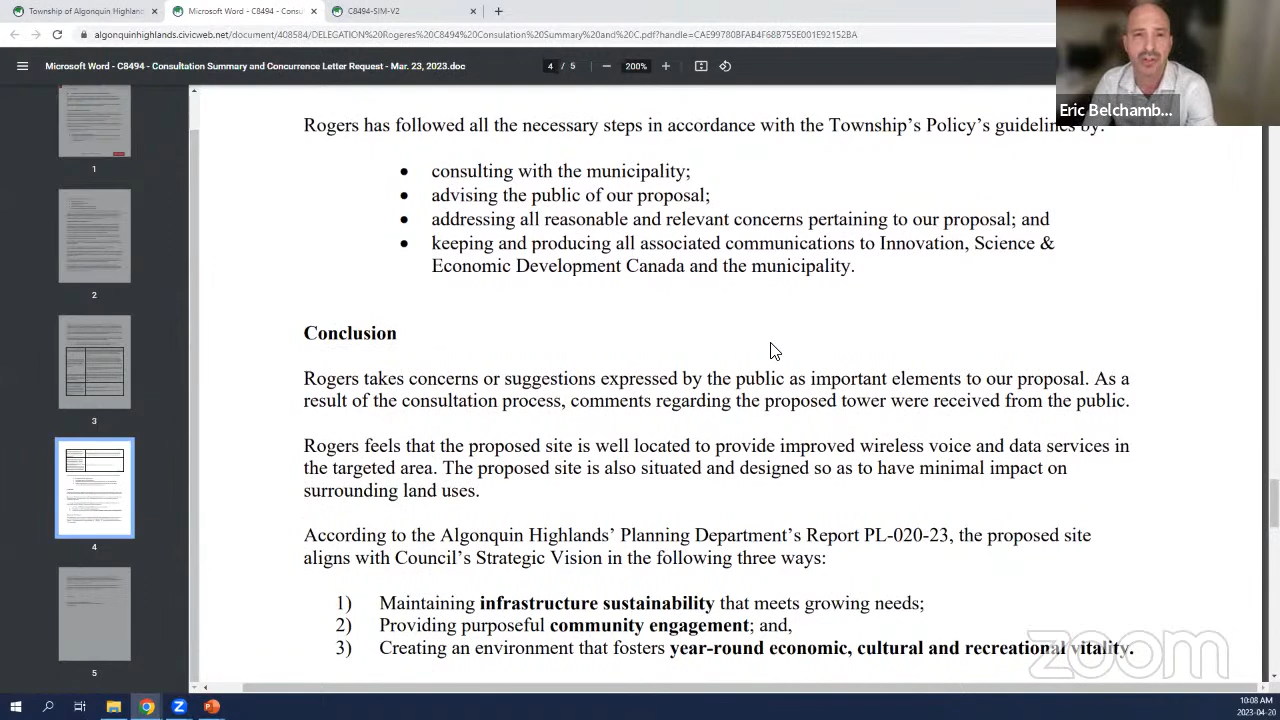 Township of Algonquin Highland
Microsoft Word - C8494 - Consul
C8494-SIM-V2
algonquinhighlands.civicweb.net/document/408584/DELEGATION%20Rogeres%20C8494%20Consulation%20Summary%20and%20C.pdf?handle=CAE99780BFAB4F68B755E001E92152BA
Microsoft Word - C8494 - Consultation Summary and Concurrence Letter Request - Mar. 23, 2023.doc
4 / 5
200%
Eric Belchamb...
1
2
3
4
5
Rogers has followed all the necessary steps in accordance with the Township's Policy's guidelines by:
• consulting with the municipality;
• advising the public of our proposal;
• addressing all reasonable and relevant concerns pertaining to our proposal; and
• keeping and producing all associated communications to Innovation, Science &
Economic Development Canada and the municipality.
Conclusion
Rogers takes concerns or suggestions expressed by the public as important elements to our proposal. As a
result of the consultation process, comments regarding the proposed tower were received from the public.
Rogers feels that the proposed site is well located to provide improved wireless voice and data services in
the targeted area. The proposed site is also situated and designed so as to have minimal impact on
surrounding land uses.
According to the Algonquin Highlands' Planning Department's Report PL-020-23, the proposed site
aligns with Council's Strategic Vision in the following three ways:
1) Maintaining infrastructure sustainability that meets growing needs;
2) Providing purposeful community engagement; and,
3) Creating an environment that fosters year-round economic, cultural and recreational vitality.
zoom
10:08 AM
2023-04-20